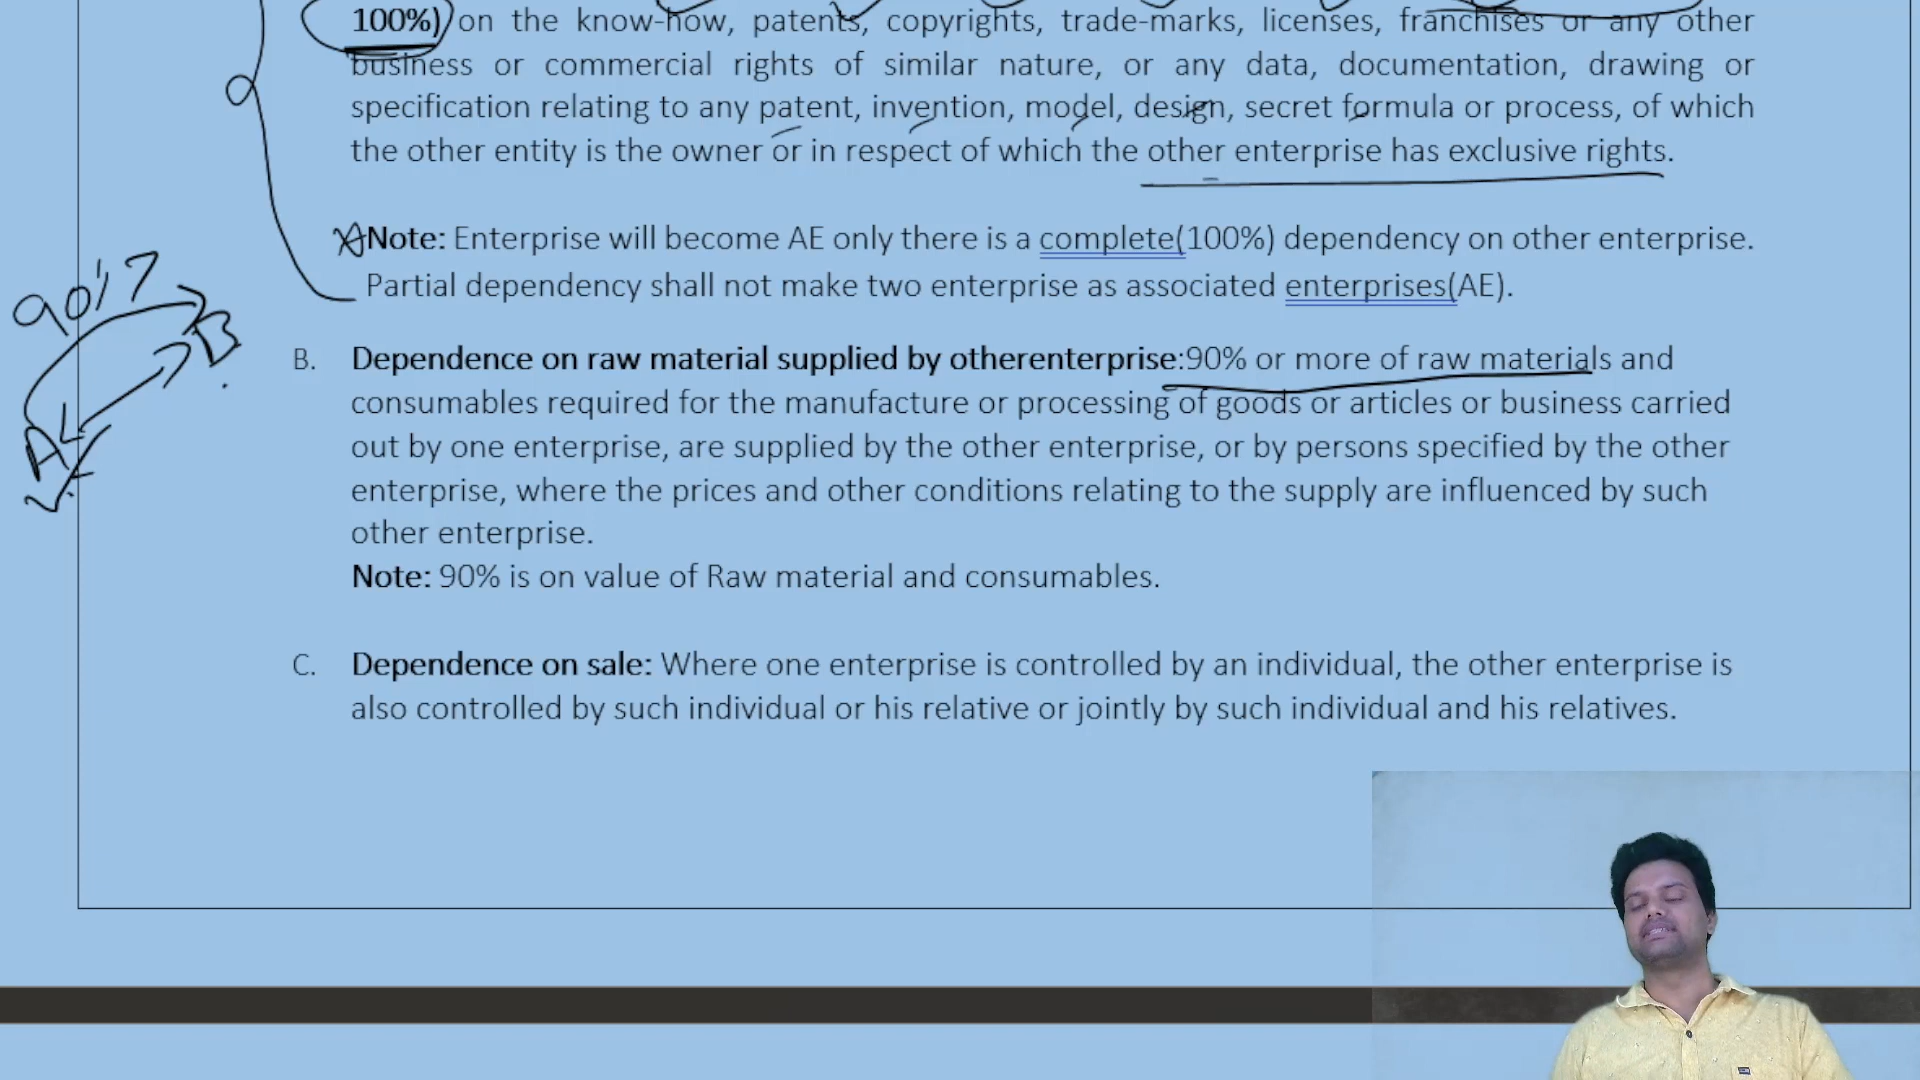 100%) on the know-how, patents, copyrights, trade-marks, licenses, franchises or any other
business or commercial rights of similar nature, or any data, documentation, drawing or
specification relating to any patent, invention, model, design, secret formula or process, of which
the other entity is the owner or in respect of which the other enterprise has exclusive rights.
Note: Enterprise will become AE only there is a complete(100%) dependency on other enterprise.
Partial dependency shall not make two enterprise as associated enterprises(AE).
90%
B
A
B. Dependence on raw material supplied by otherenterprise:90% or more of raw materials and
consumables required for the manufacture or processing of goods or articles or business carried
out by one enterprise, are supplied by the other enterprise, or by persons specified by the other
enterprise, where the prices and other conditions relating to the supply are influenced by such
other enterprise.
Note: 90% is on value of Raw material and consumables.
C. Dependence on sale: Where one enterprise is controlled by an individual, the other enterprise is
also controlled by such individual or his relative or jointly by such individual and his relatives.